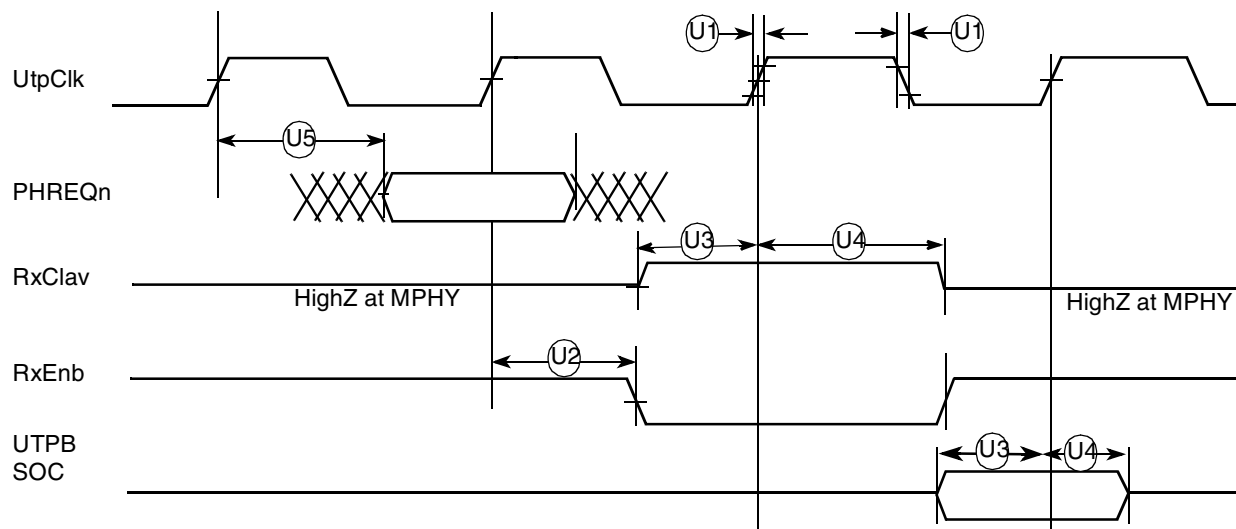 U1
U1
UtpClk
U5
PHREQn
U3
U4
RxClav
HighZ at MPHY
HighZ at MPHY
U2
RxEnb
UTPB
SOC
U3
U4